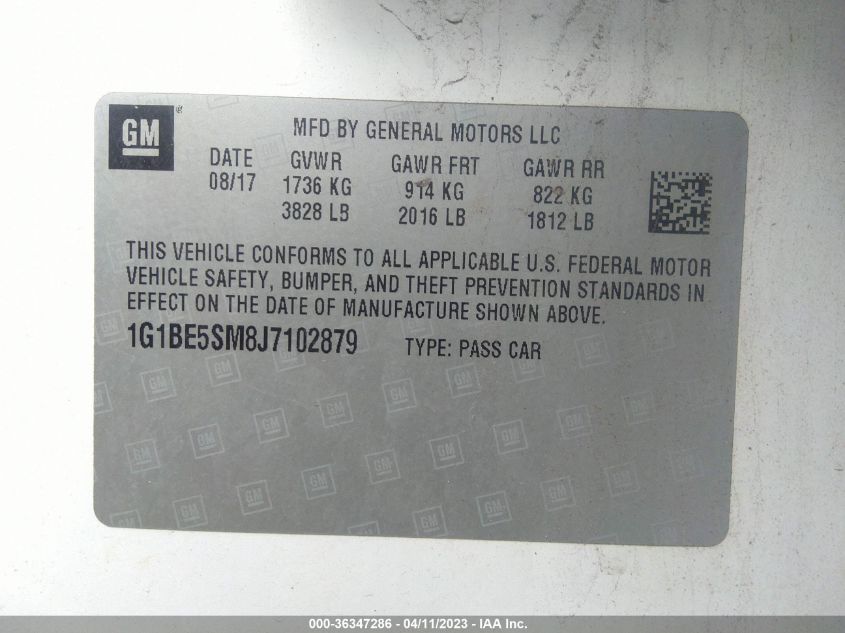 GM ®
MFD BY GENERAL MOTORS LLC
DATE GVWR GAWR FRT GAWR RR
08/17 1736 KG 914 KG 822 KG
3828 LB 2016 LB 1812 LB
THIS VEHICLE CONFORMS TO ALL APPLICABLE U.S. FEDERAL MOTOR
VEHICLE SAFETY, BUMPER, AND THEFT PREVENTION STANDARDS IN
EFFECT ON THE DATE OF MANUFACTURE SHOWN ABOVE.
1G1BE5SM8J7102879 TYPE: PASS CAR
000-36347286 - 04/11/2023 - IAA Inc.